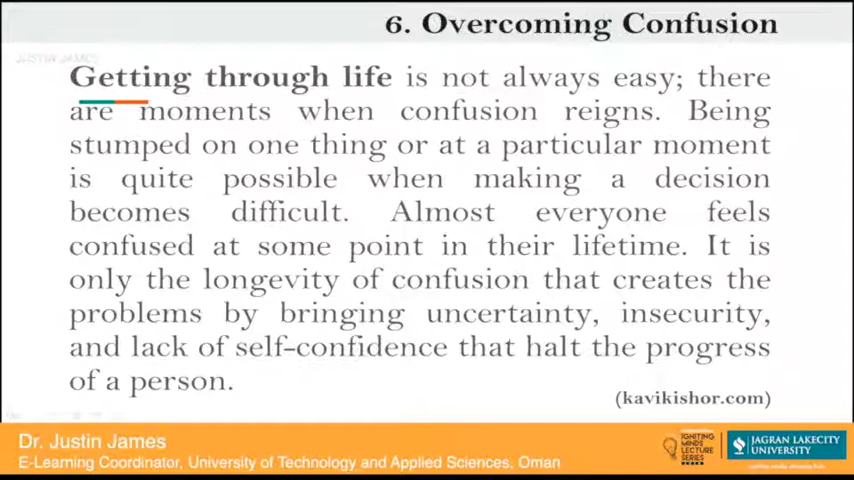 6. Overcoming Confusion
JUSTIN JAMES
Getting through life is not always easy; there
are moments when confusion reigns. Being
stumped on one thing or at a particular moment
is quite possible when making a decision
becomes difficult. Almost everyone feels
confused at some point in their lifetime. It is
only the longevity of confusion that creates the
problems by bringing uncertainty, insecurity,
and lack of self-confidence that halt the progress
of a person.
(kavikishor.com)
Dr. Justin James
E-Learning Coordinator, University of Technology and Applied Sciences, Oman
IGNITING
MINDS
LECTURE
SERIES
JAGRAN LAKECITY
UNIVERSITY